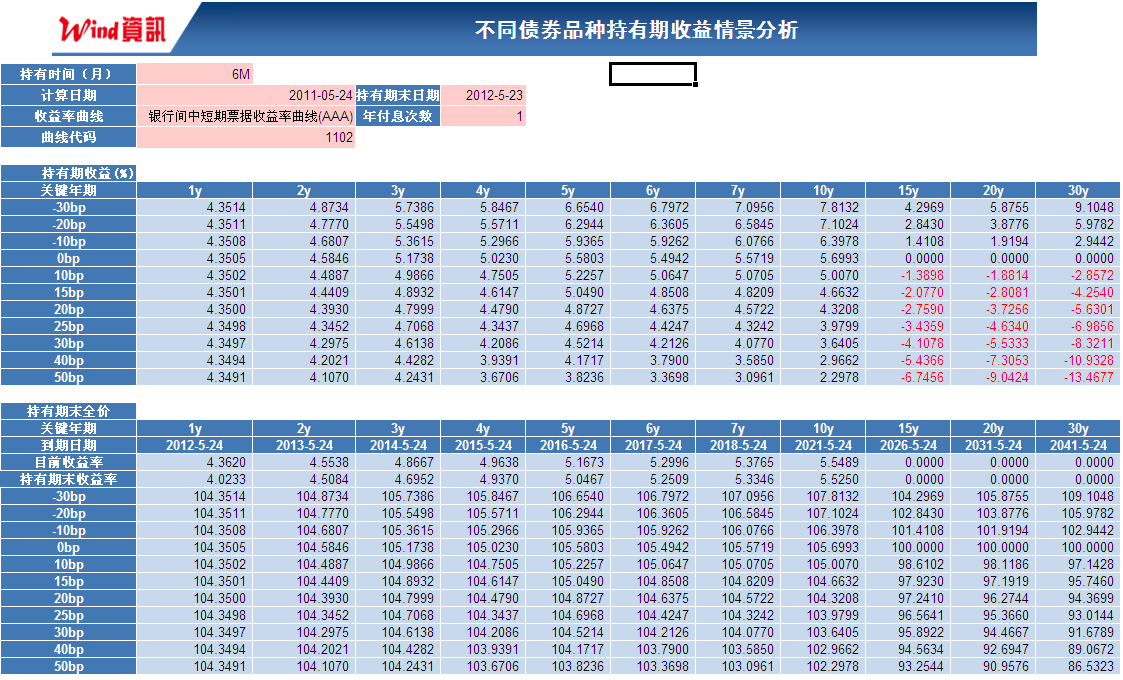 Wind資訊
不同债券品种持有期收益情景分析
持有时间（月） 6M
计算日期 2011-05-24 持有期末日期 2012-5-23
收益率曲线 银行间中短期票据收益率曲线(AAA) 年付息次数 1
曲线代码 1102
持有期收益(%)
关键年期 1y 2y 3y 4y 5y 6y 7y 10y 15y 20y 30y
-30bp 4.3514 4.8734 5.7386 5.8467 6.6540 6.7972 7.0956 7.8132 4.2969 5.8755 9.1048
-20bp 4.3511 4.7770 5.5498 5.5711 6.2944 6.3605 6.5845 7.1024 2.8430 3.8776 5.9782
-10bp 4.3508 4.6807 5.3615 5.2966 5.9365 5.9262 6.0766 6.3978 1.4108 1.9194 2.9442
0bp 4.3505 4.5846 5.1738 5.0230 5.5803 5.4942 5.5719 5.6993 0.0000 0.0000 0.0000
10bp 4.3502 4.4887 4.9866 4.7505 5.2257 5.0647 5.0705 5.0070 -1.3898 -1.8814 -2.8572
15bp 4.3501 4.4409 4.8932 4.6147 5.0490 4.8508 4.8209 4.6632 -2.0770 -2.8081 -4.2540
20bp 4.3500 4.3930 4.7999 4.4790 4.8727 4.6375 4.5722 4.3208 -2.7590 -3.7256 -5.6301
25bp 4.3498 4.3452 4.7068 4.3437 4.6968 4.4247 4.3242 3.9799 -3.4359 -4.6340 -6.9856
30bp 4.3497 4.2975 4.6138 4.2086 4.5214 4.2126 4.0770 3.6405 -4.1078 -5.5333 -8.3211
40bp 4.3494 4.2021 4.4282 3.9391 4.1717 3.7900 3.5850 2.9662 -5.4366 -7.3053 -10.9328
50bp 4.3491 4.1070 4.2431 3.6706 3.8236 3.3698 3.0961 2.2978 -6.7456 -9.0424 -13.4677
持有期末全价
关键年期 1y 2y 3y 4y 5y 6y 7y 10y 15y 20y 30y
到期日期 2012-5-24 2013-5-24 2014-5-24 2015-5-24 2016-5-24 2017-5-24 2018-5-24 2021-5-24 2026-5-24 2031-5-24 2041-5-24
目前收益率 4.3620 4.5538 4.8667 4.9638 5.1673 5.2996 5.3765 5.5489 0.0000 0.0000 0.0000
持有期末收益率 4.0233 4.5084 4.6952 4.9370 5.0467 5.2509 5.3346 5.5250 0.0000 0.0000 0.0000
-30bp 104.3514 104.8734 105.7386 105.8467 106.6540 106.7972 107.0956 107.8132 104.2969 105.8755 109.1048
-20bp 104.3511 104.7770 105.5498 105.5711 106.2944 106.3605 106.5845 107.1024 102.8430 103.8776 105.9782
-10bp 104.3508 104.6807 105.3615 105.2966 105.9365 105.9262 106.0766 106.3978 101.4108 101.9194 102.9442
0bp 104.3505 104.5846 105.1738 105.0230 105.5803 105.4942 105.5719 105.6993 100.0000 100.0000 100.0000
10bp 104.3502 104.4887 104.9866 104.7505 105.2257 105.0647 105.0705 105.0070 98.6102 98.1186 97.1428
15bp 104.3501 104.4409 104.8932 104.6147 105.0490 104.8508 104.8209 104.6632 97.9230 97.1919 95.7460
20bp 104.3500 104.3930 104.7999 104.4790 104.8727 104.6375 104.5722 104.3208 97.2410 96.2744 94.3699
25bp 104.3498 104.3452 104.7068 104.3437 104.6968 104.4247 104.3242 103.9799 96.5641 95.3660 93.0144
30bp 104.3497 104.2975 104.6138 104.2086 104.5214 104.2126 104.0770 103.6405 95.8922 94.4667 91.6789
40bp 104.3494 104.2021 104.4282 103.9391 104.1717 103.7900 103.5850 102.9662 94.5634 92.6947 89.0672
50bp 104.3491 104.1070 104.2431 103.6706 103.8236 103.3698 103.0961 102.2978 93.2544 90.9576 86.5323